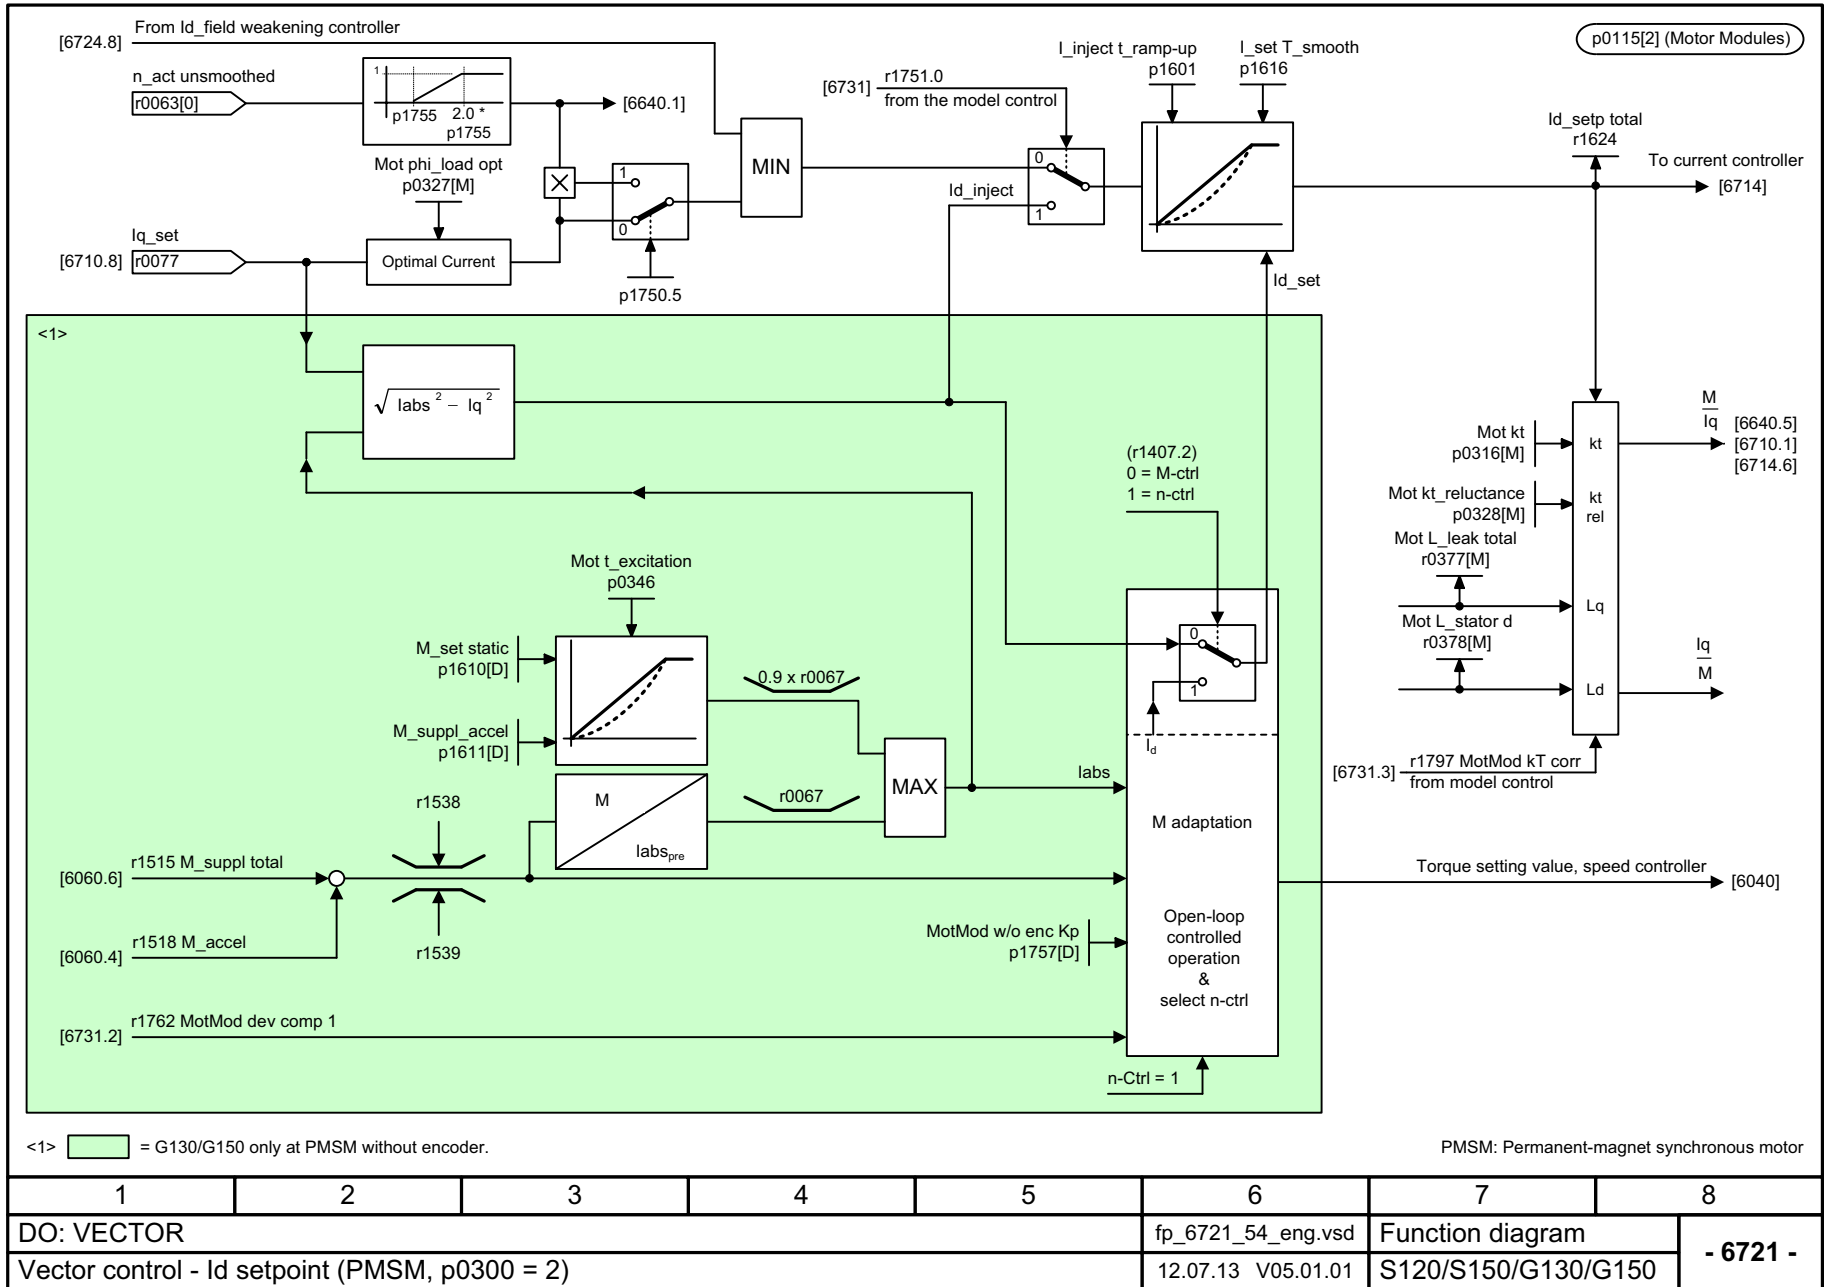 From Id_field weakening controller
[6724.8]
p0115[2] (Motor Modules)
n_act unsmoothed
r0063[0]
1
p1755
2.0 *
p1755
[6640.1]
[6731]
r1751.0
from the model control
I_inject t_ramp-up
p1601
I_set T_smooth
p1616
Id_setp total
r1624
To current controller
[6714]
Mot phi_load opt
p0327[M]
1
0
MIN
0
1
Id_inject
Iq_set
[6710.8]
r0077
Optimal Current
p1750.5
Id_set
<1>
√ Iabs ² – Iq ²
(r1407.2)
0 = M-ctrl
1 = n-ctrl
Mot kt
p0316[M]
kt
M
Iq
[6640.5]
[6710.1]
[6714.6]
Mot kt_reluctance
p0328[M]
kt
rel
Mot L_leak total
r0377[M]
Lq
Mot L_stator d
r0378[M]
Ld
Iq
M
Mot t_excitation
p0346
M_set static
p1610[D]
M_suppl_accel
p1611[D]
0.9 x r0067
0
1
Id
[6731.3]
r1797 MotMod kT corr
from model control
Iabs
MAX
r0067
M
Iabspre
r1538
M adaptation
[6060.6]
r1515 M_suppl total
Torque setting value, speed controller
[6040]
[6060.4]
r1518 M_accel
r1539
MotMod w/o enc Kp
p1757[D]
Open-loop
controlled
operation
&
select n-ctrl
[6731.2]
r1762 MotMod dev comp 1
n-Ctrl = 1
<1>
= G130/G150 only at PMSM without encoder.
PMSM: Permanent-magnet synchronous motor
1 2 3 4 5 6 7 8
DO: VECTOR
fp_6721_54_eng.vsd
Function diagram
- 6721 -
Vector control - Id setpoint (PMSM, p0300 = 2)
12.07.13 V05.01.01
S120/S150/G130/G150